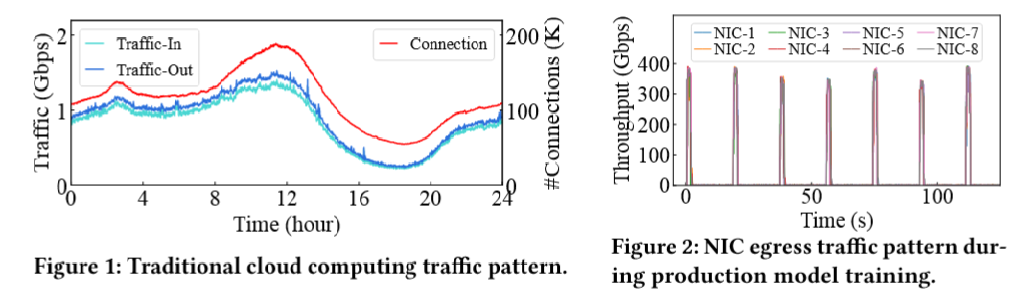 Traffic (Gbps)
2
1
0
Traffic-In
Traffic-Out
Connection
200
100
0
#Connections (K)
0 4 8 12 16 20 24
Time (hour)
Figure 1: Traditional cloud computing traffic pattern.
Throughput (Gbps)
NIC-1 NIC-3 NIC-5 NIC-7
NIC-2 NIC-4 NIC-6 NIC-8
400
300
200
100
0
0 50 100
Time (s)
Figure 2: NIC egress traffic pattern dur-
ing production model training.